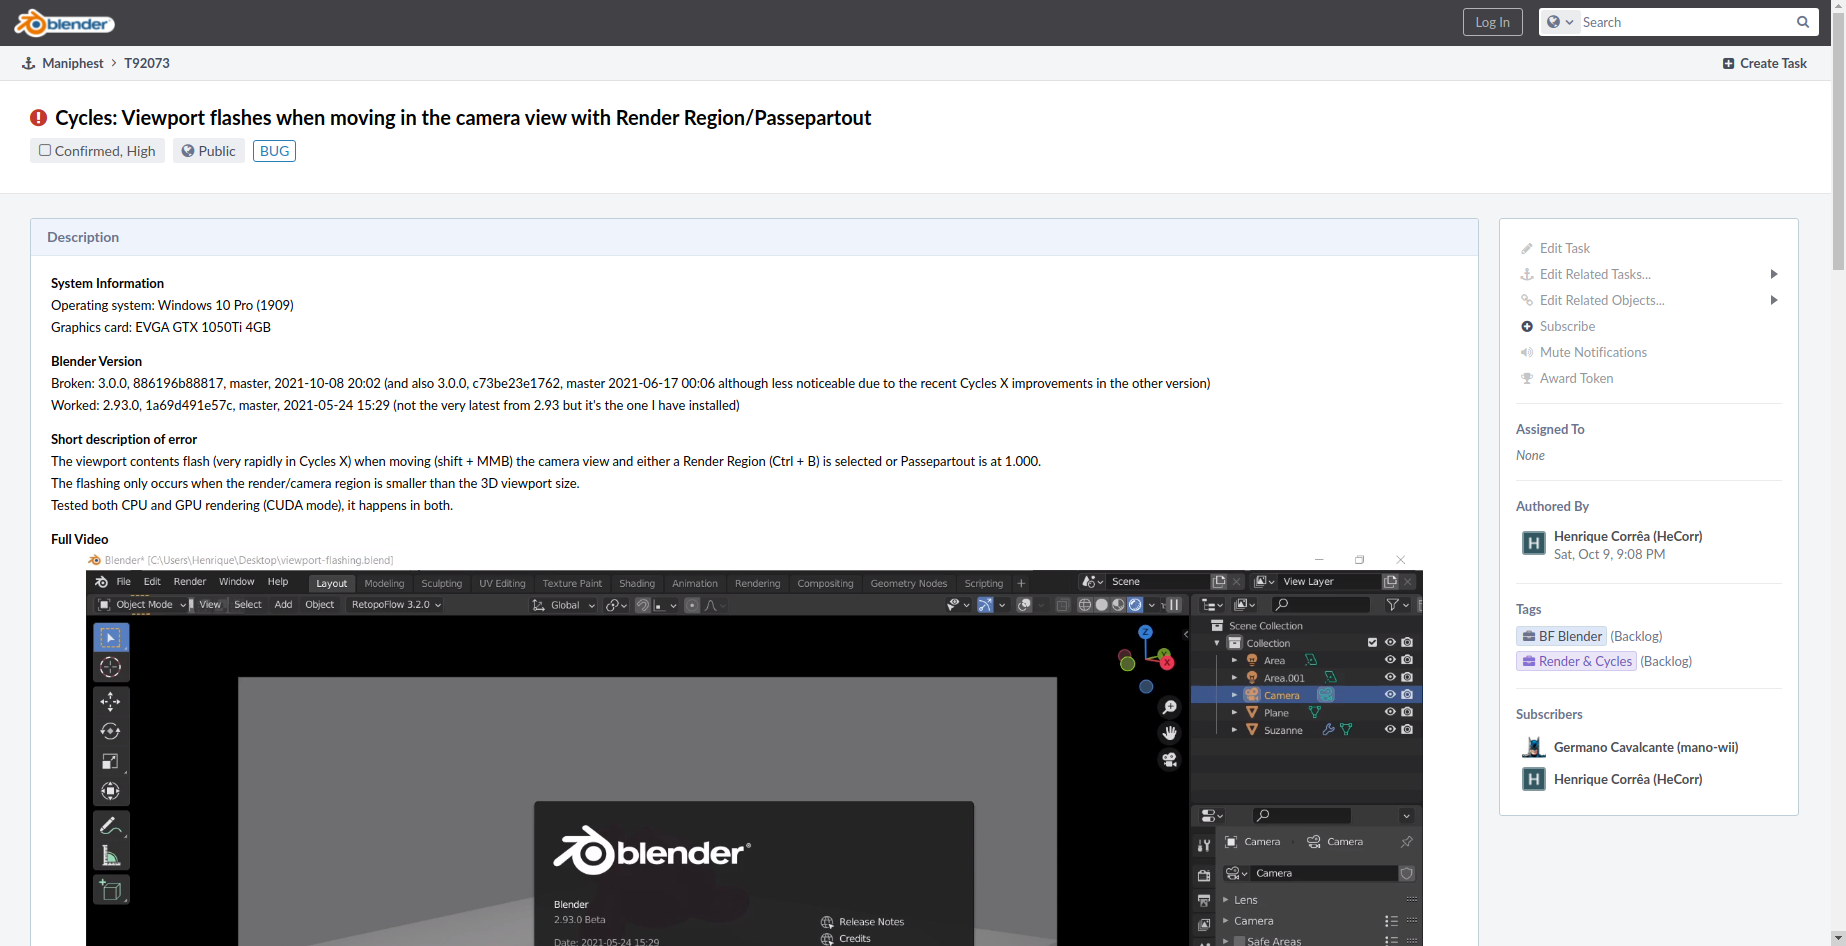 blender
Log In
Search
Maniphest
T92073
Create Task
Cycles: Viewport flashes when moving in the camera view with Render Region/Passepartout
Confirmed, High
Public
BUG
Description
System Information
Operating system: Windows 10 Pro (1909)
Graphics card: EVGA GTX 1050Ti 4GB
Blender Version
Broken: 3.0.0, 886196b88817, master, 2021-10-08 20:02 (and also 3.0.0, c73be23e1762, master 2021-06-17 00:06 although less noticeable due to the recent Cycles X improvements in the other version)
Worked: 2.93.0, 1a69d491e57c, master, 2021-05-24 15:29 (not the very latest from 2.93 but it's the one I have installed)
Short description of error
The viewport contents flash (very rapidly in Cycles X) when moving (shift + MMB) the camera view and either a Render Region (Ctrl + B) is selected or Passepartout is at 1.000.
The flashing only occurs when the render/camera region is smaller than the 3D viewport size.
Tested both CPU and GPU rendering (CUDA mode), it happens in both.
Full Video
Blender* [C:\Users\Henrique\Desktop\viewport-flashing.blend]
File Edit Render Window Help Layout Modeling Sculpting UV Editing Texture Paint Shading Animation Rendering Compositing Geometry Nodes Scripting + Scene View Layer
Object Mode View Select Add Object RetopoFlow 3.2.0 Global
Scene Collection
Collection
Area
Area.001
Camera
Plane
Suzanne
Z
Y
X
Camera Camera
Camera
Lens
Camera
Safe Areas
blender
Blender
2.93.0 Beta
Date: 2021-05-24 15:29
Release Notes
Credits
Edit Task
Edit Related Tasks...
Edit Related Objects...
Subscribe
Mute Notifications
Award Token
Assigned To
None
Authored By
H
Henrique Corrêa (HeCorr)
Sat, Oct 9, 9:08 PM
Tags
BF Blender (Backlog)
Render & Cycles (Backlog)
Subscribers
Germano Cavalcante (mano-wii)
H
Henrique Corrêa (HeCorr)